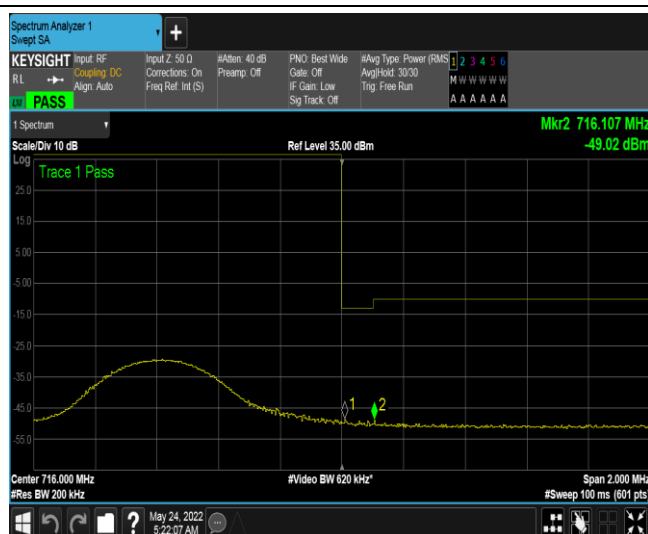 Spectrum Analyzer 1
Swept SA
KEYSIGHT
RL
PASS
Input: RF
Coupling: DC
Align: Auto
Input Z: 50 Ω
Corrections: On
Freq Ref: Int (S)
#Atten: 40 dB
Preamp: Off
PNO: Best Wide
Gate: Off
IF Gain: Low
Sig Track: Off
#Avg Type: Power (RMS
Avg|Hold: 30/30
Trig: Free Run
1 2 3 4 5 6
M W W W W W
A A A A A A
1 Spectrum
Scale/Div 10 dB
Ref Level 35.00 dBm
Mkr2 716.107 MHz
-49.02 dBm
Log
Trace 1 Pass
25.0
15.0
5.00
-5.00
-15.0
-25.0
-35.0
-45.0
-55.0
1
2
Center 716.000 MHz
#Res BW 200 kHz
#Video BW 620 kHz*
Span 2.000 MHz
#Sweep 100 ms (601 pts)
?
May 24, 2022
5:22:07 AM